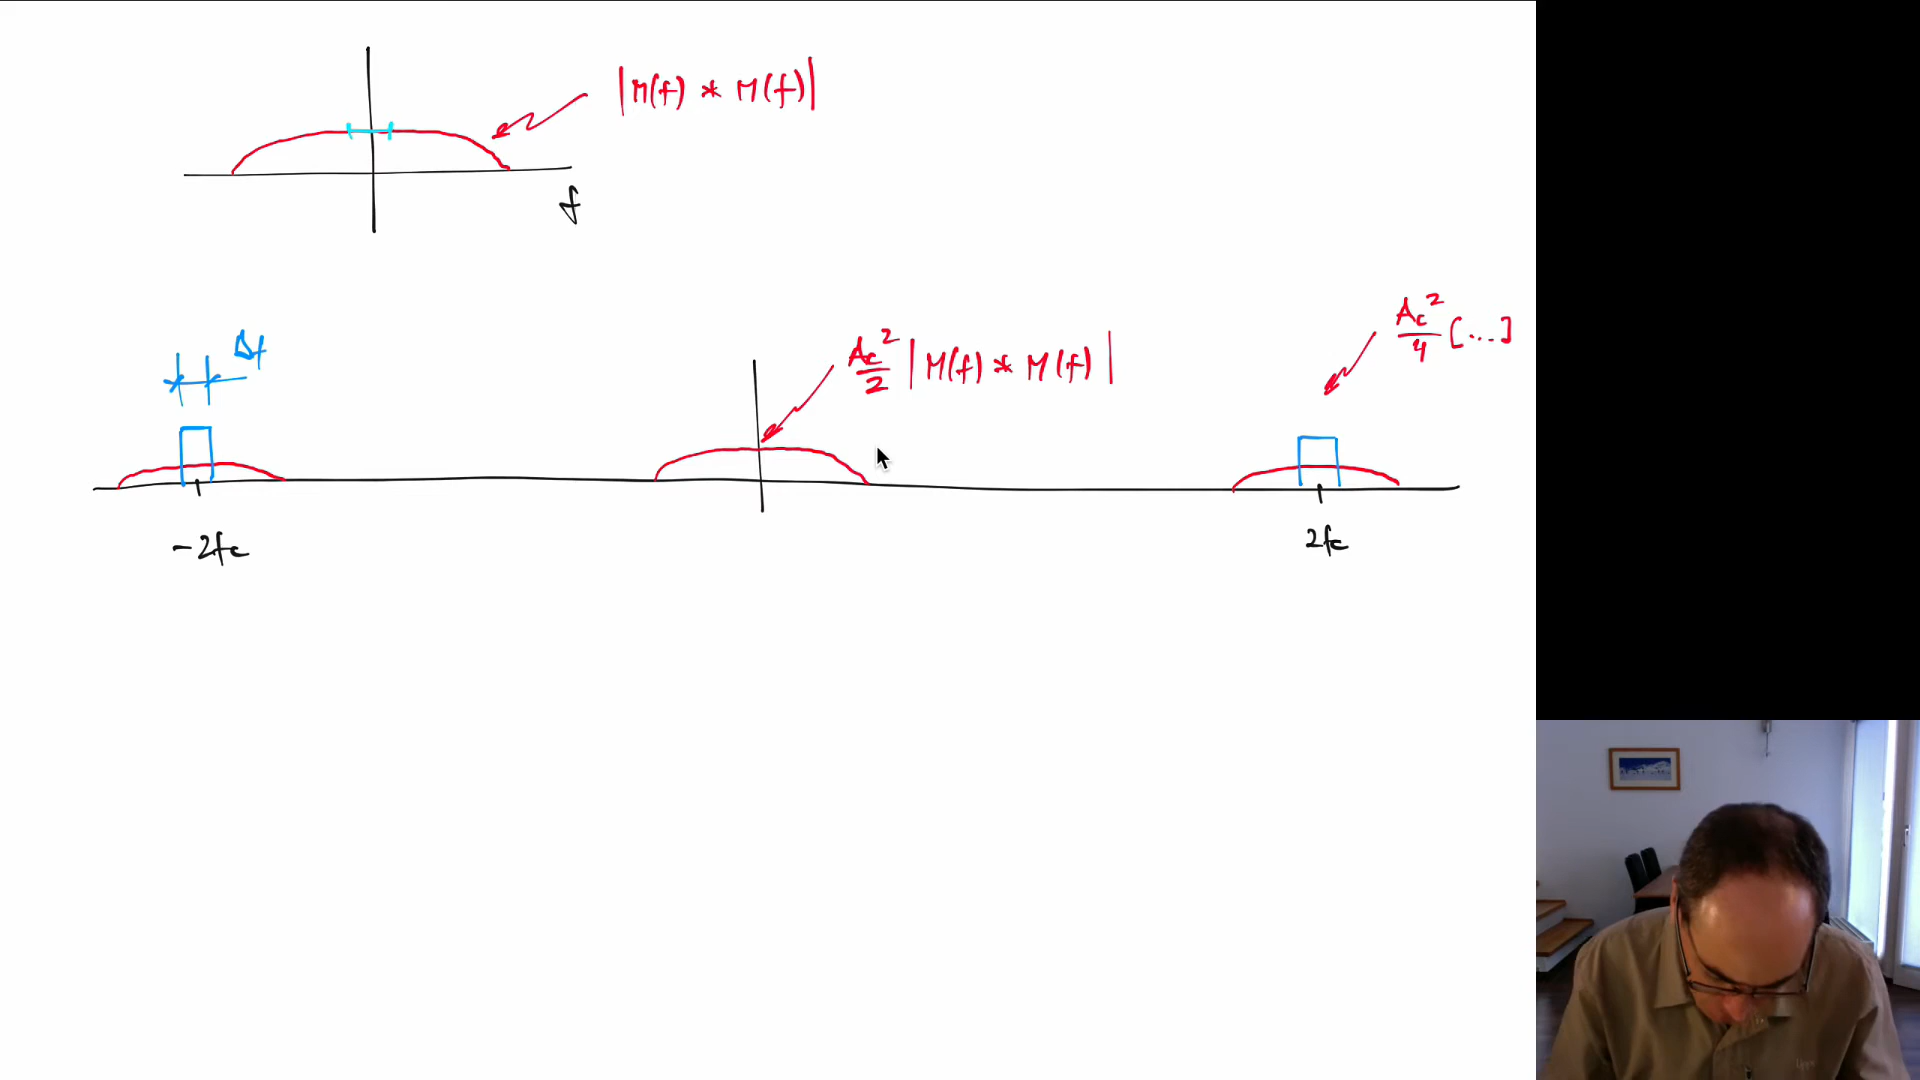 |M(f) * M(f)|
f
Δf
Ac²/2 |M(f) * M(f)|
Ac²/4 [...]
-2fc
2fc